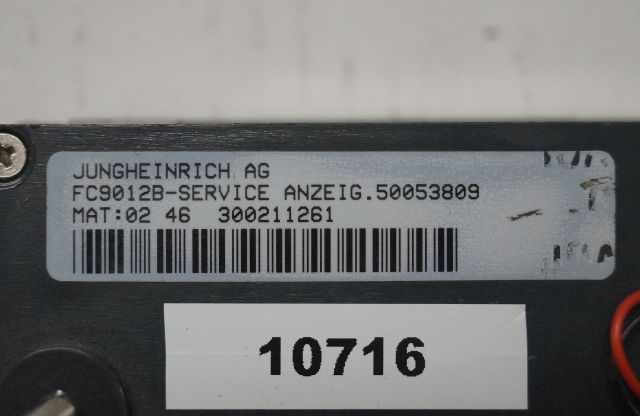 JUNGHEINRICH AG
FC9012B-SERVICE ANZEIG.50053809
MAT:02 46 300211261
10716